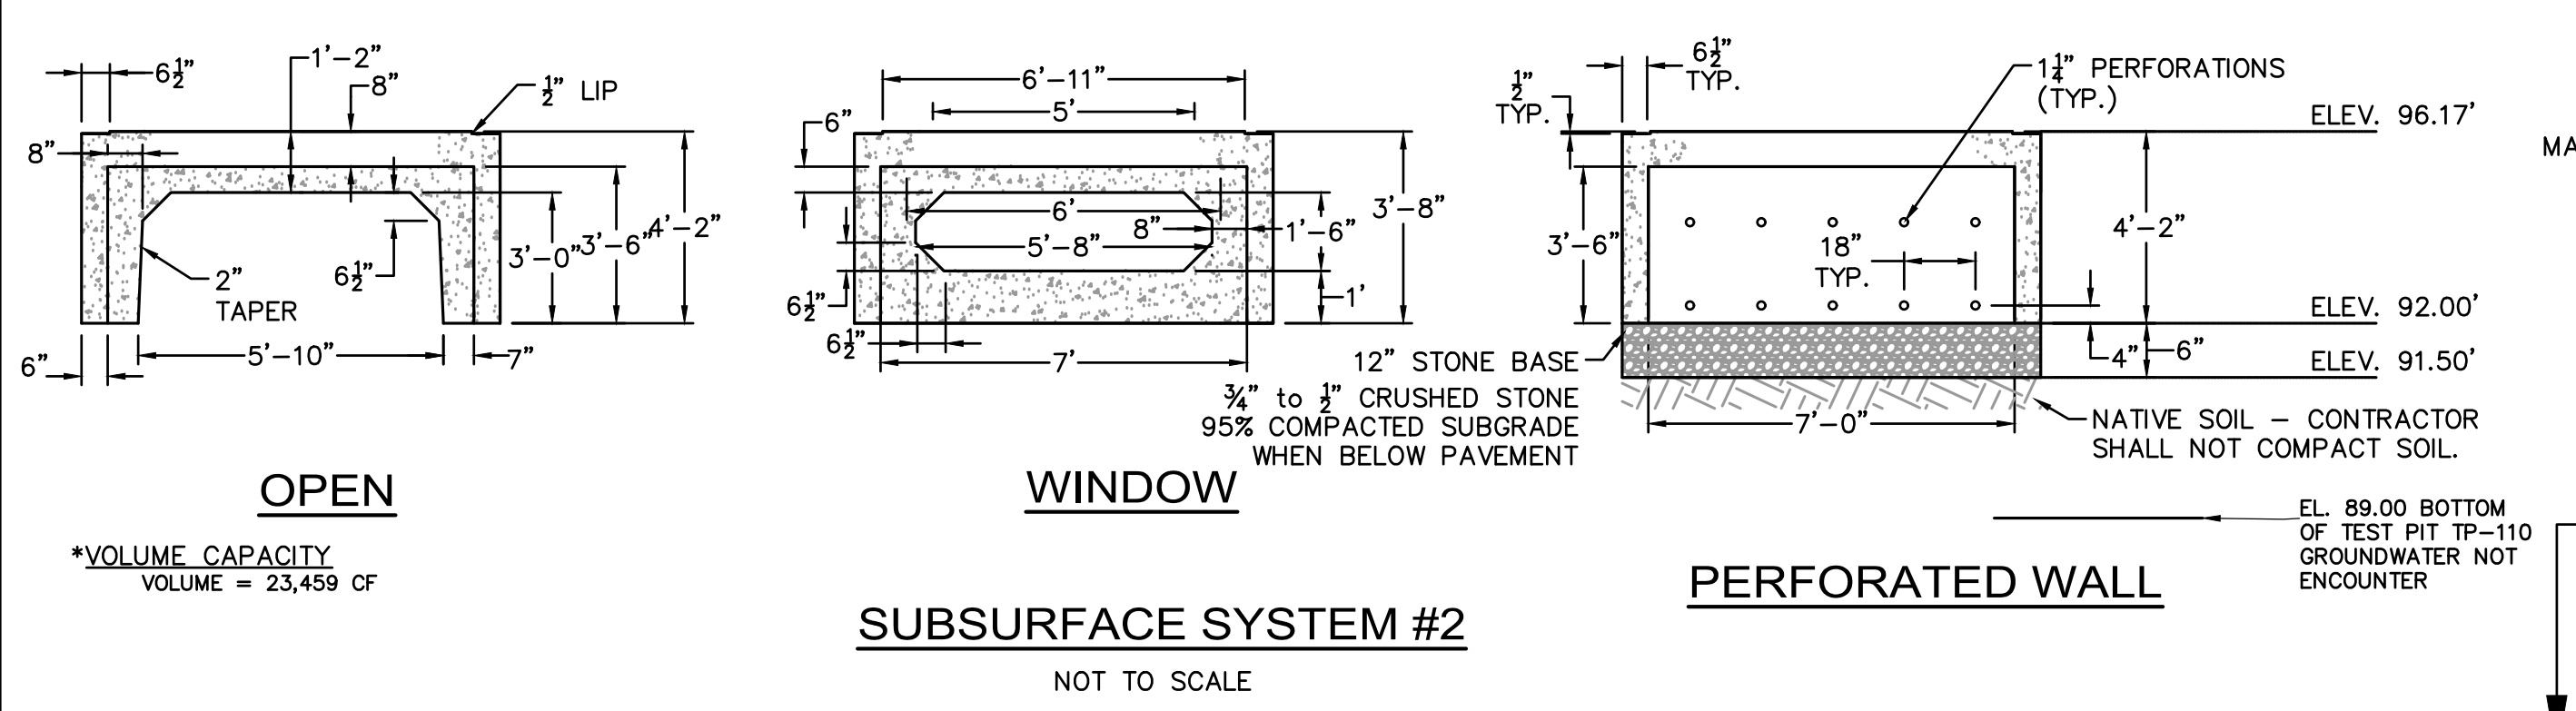 6½"
1'-2"
8"
½" LIP
8"
2"
TAPER
6½"
3'-0"
3'-6"
4'-2"
6"
5'-10"
7"
OPEN
*VOLUME CAPACITY
VOLUME = 23,459 CF
6'-11"
5'
6"
6'
8"
5'-8"
1'-6"
3'-8"
6½"
1'
6½"
7'
WINDOW
SUBSURFACE SYSTEM #2
NOT TO SCALE
6½"
TYP.
½"
TYP.
1¼" PERFORATIONS
(TYP.)
ELEV. 96.17'
3'-6"
18"
TYP.
4'-2"
ELEV. 92.00'
4"
6"
ELEV. 91.50'
12" STONE BASE
¾" to ½" CRUSHED STONE
95% COMPACTED SUBGRADE
WHEN BELOW PAVEMENT
7'-0"
NATIVE SOIL - CONTRACTOR
SHALL NOT COMPACT SOIL.
EL. 89.00 BOTTOM
OF TEST PIT TP-110
GROUNDWATER NOT
ENCOUNTER
PERFORATED WALL
MA